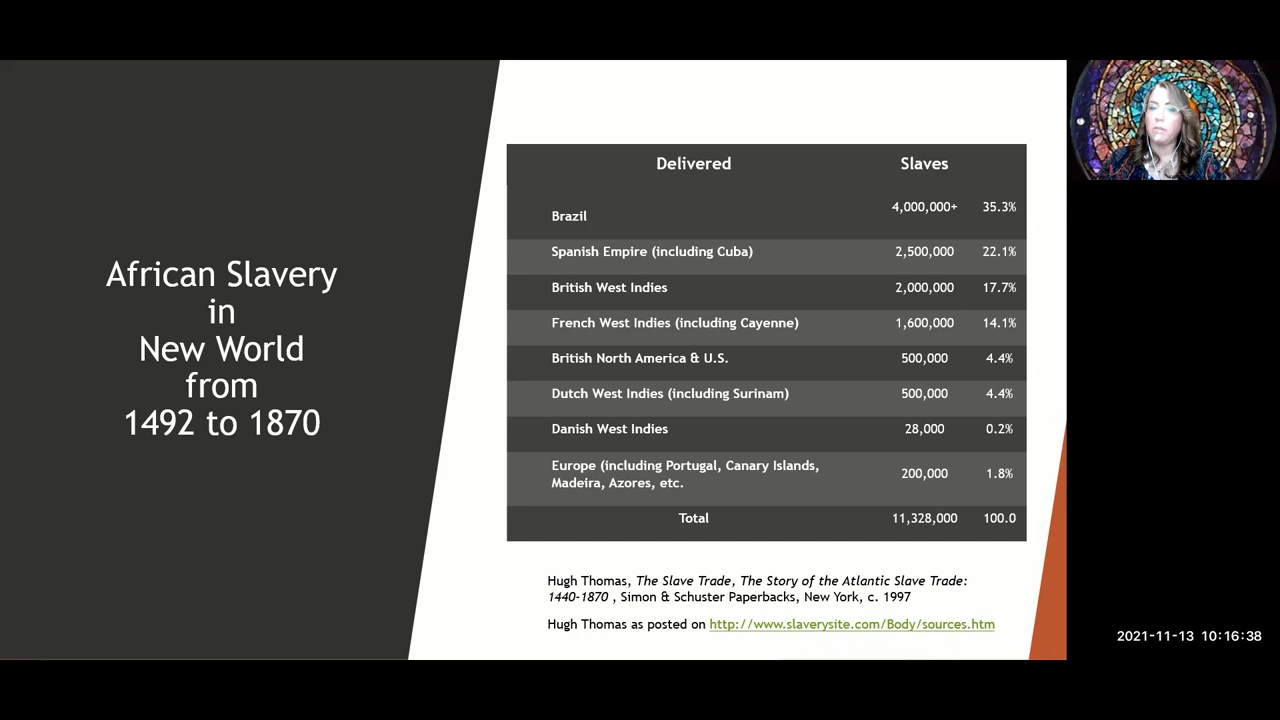 African Slavery
in
New World
from
1492 to 1870
Delivered Slaves
Brazil 4,000,000+ 35.3%
Spanish Empire (including Cuba) 2,500,000 22.1%
British West Indies 2,000,000 17.7%
French West Indies (including Cayenne) 1,600,000 14.1%
British North America & U.S. 500,000 4.4%
Dutch West Indies (including Surinam) 500,000 4.4%
Danish West Indies 28,000 0.2%
Europe (including Portugal, Canary Islands,
Madeira, Azores, etc. 200,000 1.8%
Total 11,328,000 100.0
Hugh Thomas, The Slave Trade, The Story of the Atlantic Slave Trade:
1440-1870 , Simon & Schuster Paperbacks, New York, c. 1997
Hugh Thomas as posted on http://www.slaverysite.com/Body/sources.htm
2021-11-13 10:16:38